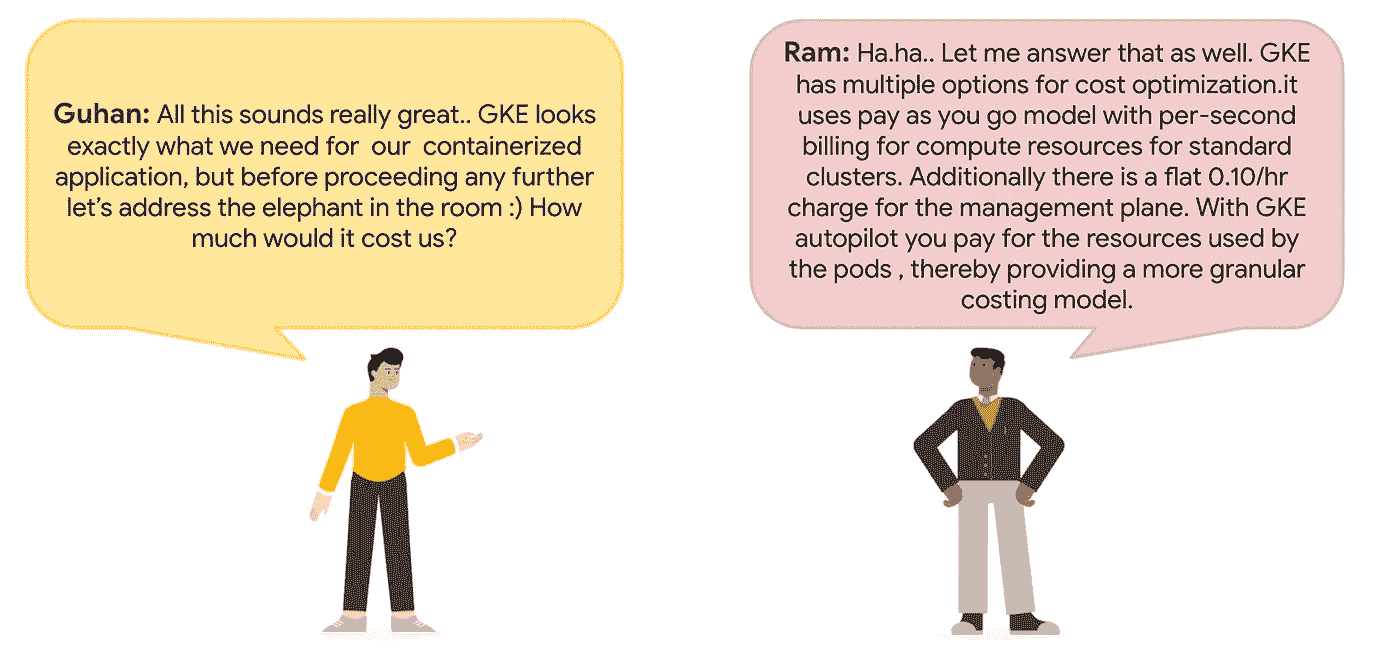 Guhan: All this sounds really great.. GKE looks
exactly what we need for our containerized
application, but before proceeding any further
let's address the elephant in the room :) How
much would it cost us?
Ram: Ha.ha.. Let me answer that as well. GKE
has multiple options for cost optimization.it
uses pay as you go model with per-second
billing for compute resources for standard
clusters. Additionally there is a flat 0.10/hr
charge for the management plane. With GKE
autopilot you pay for the resources used by
the pods , thereby providing a more granular
costing model.